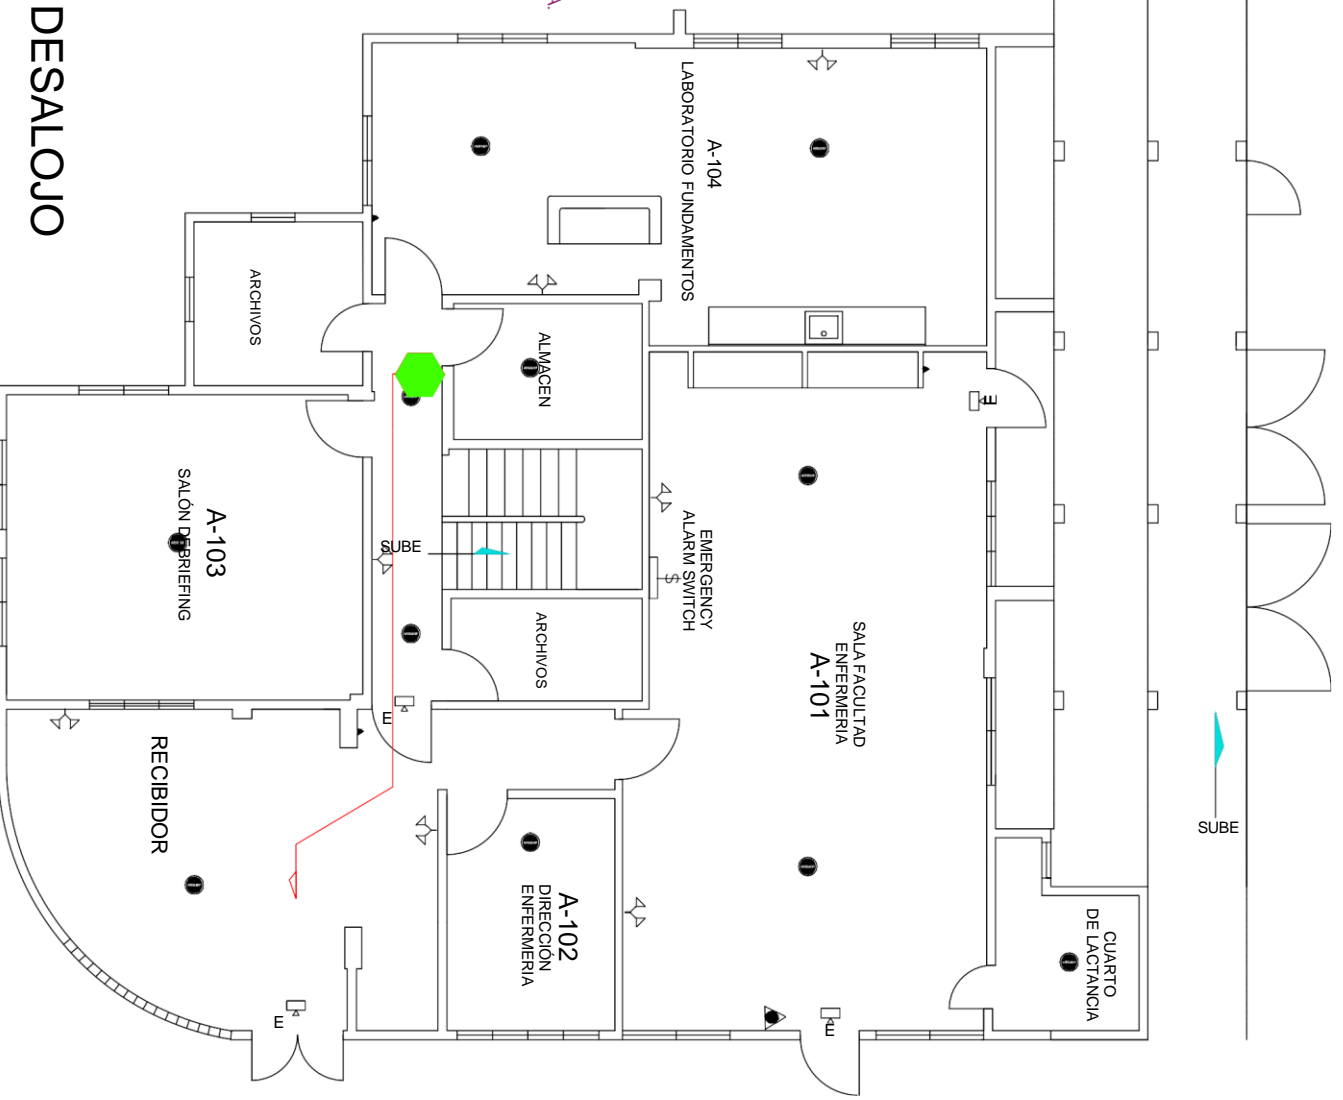 DESALOJO
A-104
LABORATORIO FUNDAMENTOS
ARCHIVOS
ALMACEN
E
A-103
SALÓN DEBRIEFING
SUBE
EMERGENCY
ALARM SWITCH
S
ARCHIVOS
SALA FACULTAD
ENFERMERIA
A-101
E
RECIBIDOR
SUBE
A-102
DIRECCIÓN
ENFERMERIA
CUARTO
DE LACTANCIA
E
E